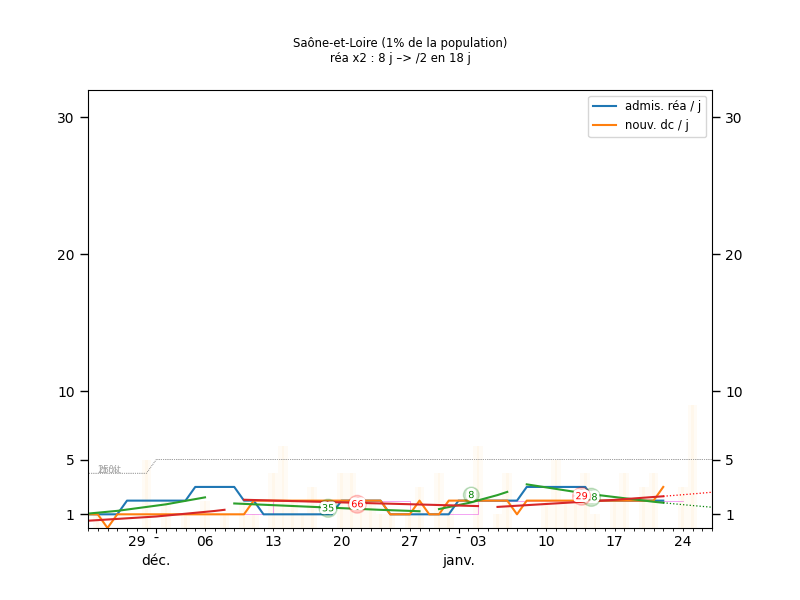 Saône-et-Loire (1% de la population)
réa x2 : 8 j –> /2 en 18 j
admis. réa / j
nouv. dc / j
30 30
20 20
10 10
5 5
1 1
8
35
66
29
8
29 - 06 13 20 27 - 03 10 17 24
déc. janv.